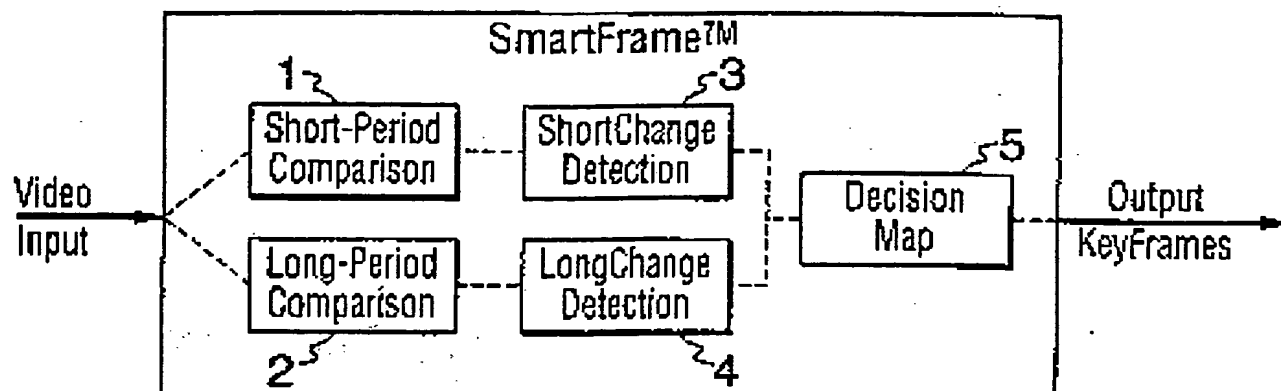 SmartFrame™
1
3
Short-Period
Comparison
ShortChange
Detection
5
Video
Input
Decision
Map
Output
KeyFrames
Long-Period
Comparison
LongChange
Detection
2
4